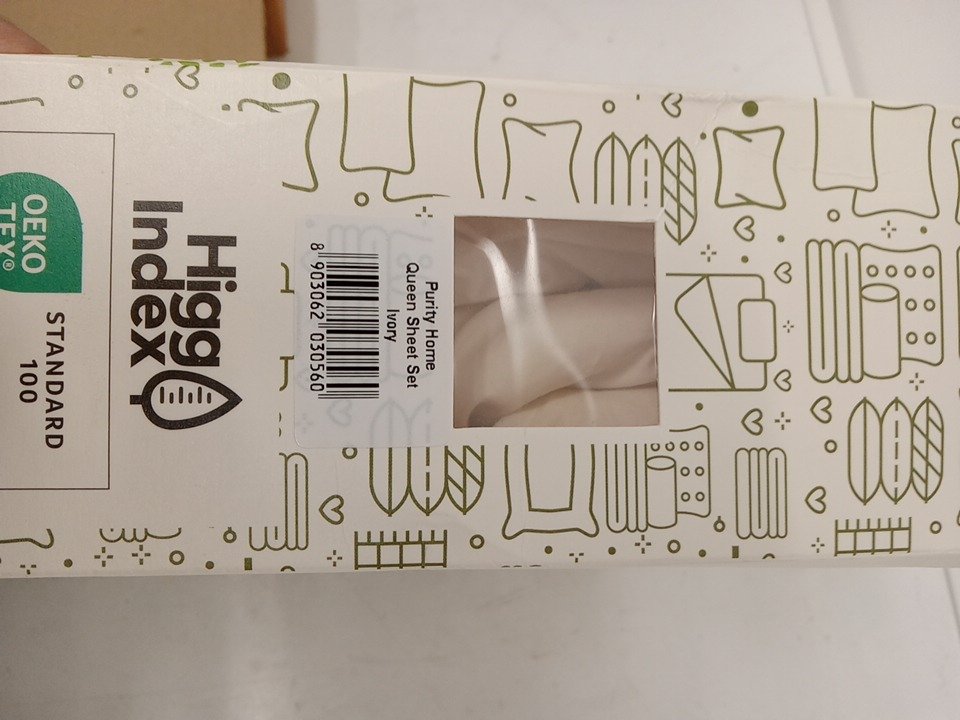 Purity Home
Queen Sheet Set
Ivory
8 903062 030560
Higg
Index
OEKO
TEX®
STANDARD
100